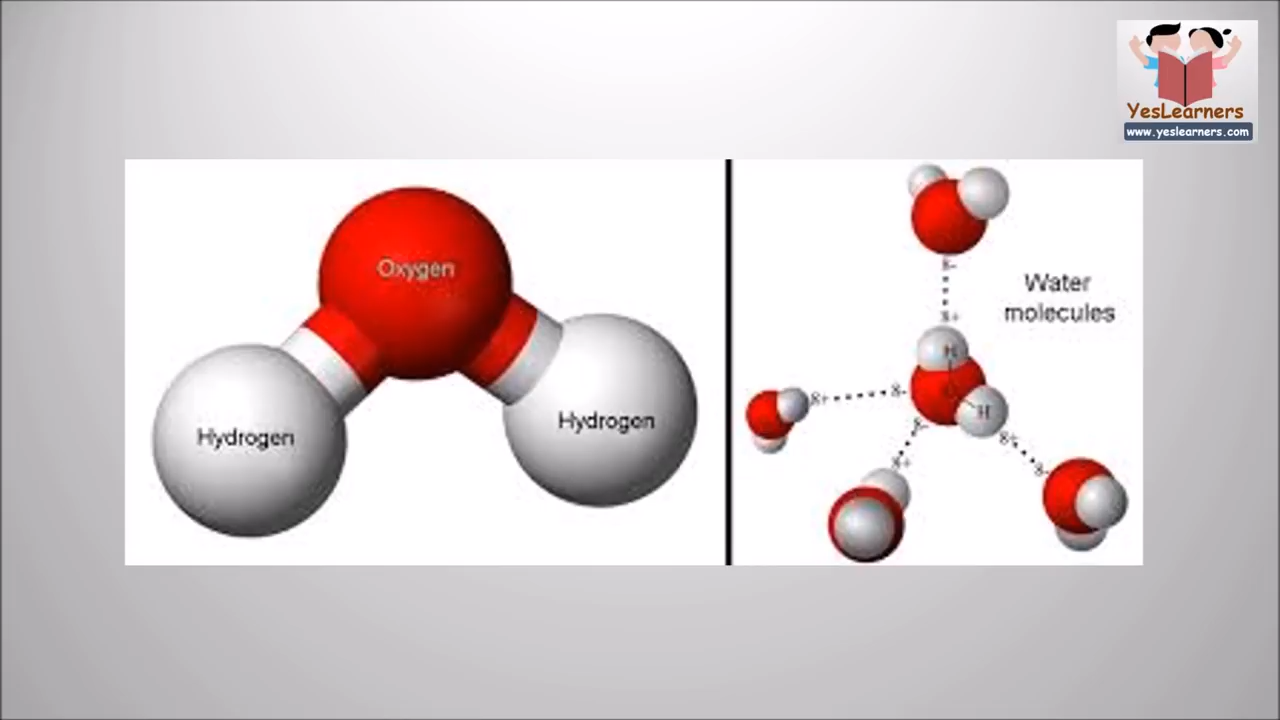 YesLearners
www.yeslearners.com
Oxygen
Hydrogen
Hydrogen
Water
molecules
δ-
δ+
H
δ+
δ-
H
δ-
δ+
δ+
δ-